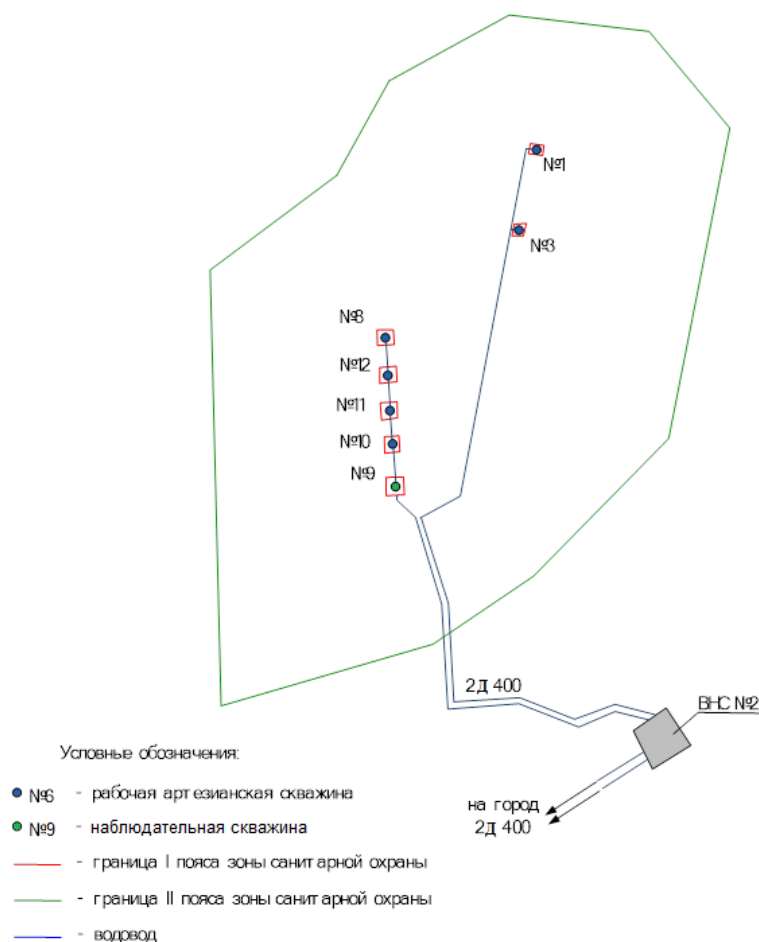 №1
№3
№8
№12
№11
№10
№9
2Д 400
ВНС №2
на город
2Д 400
Условные обозначения:
№6 - рабочая артезианская скважина
№9 - наблюдательная скважина
- граница I пояса зоны санитарной охраны
- граница II пояса зоны санитарной охраны
- водовод